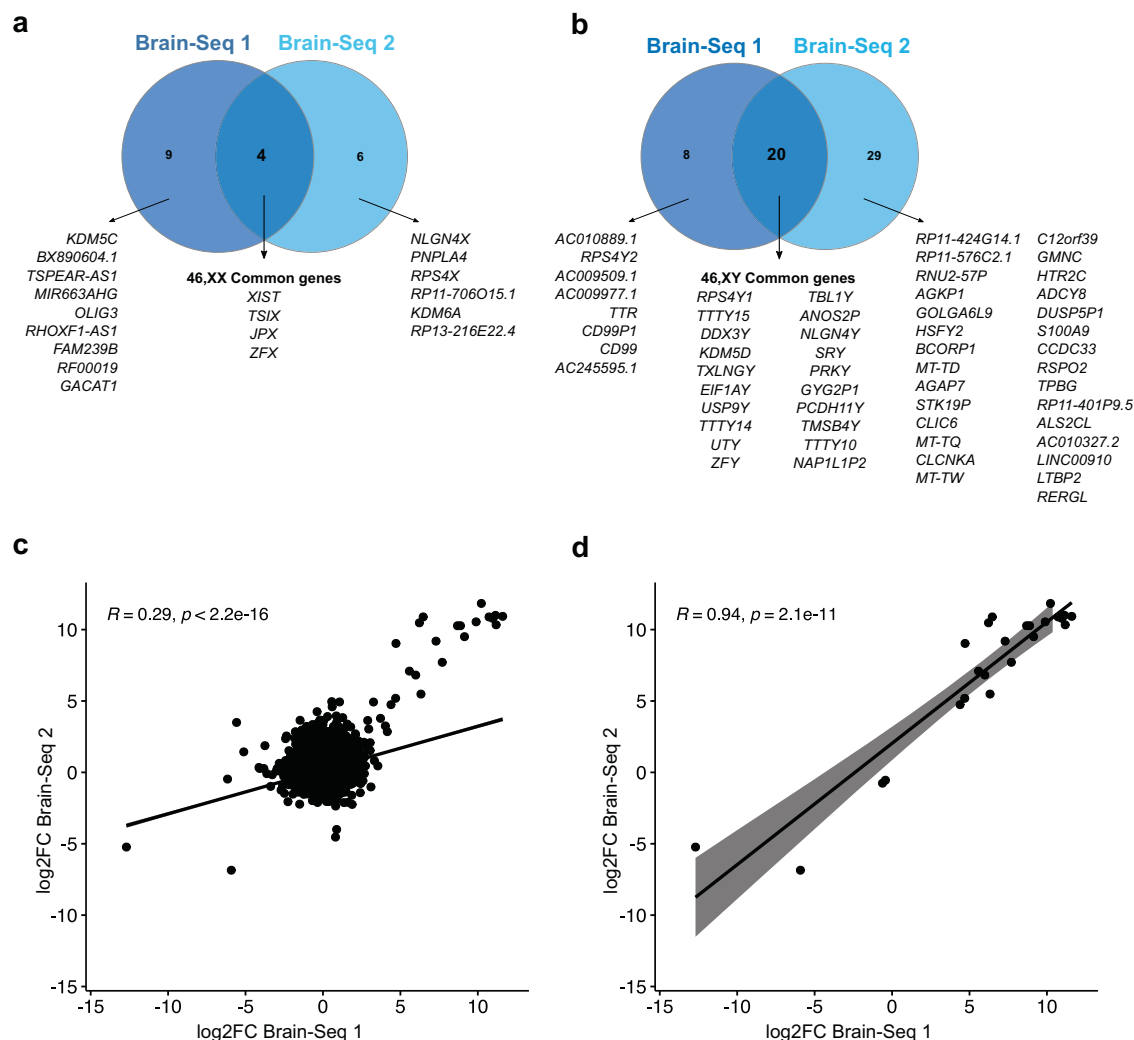 a
Brain-Seq 1 Brain-Seq 2
9 4 6
KDM5C
BX890604.1
TSPEAR-AS1
MIR663AHG
OLIG3
RHOXF1-AS1
FAM239B
RF00019
GACAT1
46,XX Common genes
XIST
TSIX
JPX
ZFX
NLGN4X
PNPLA4
RPS4X
RP11-706O15.1
KDM6A
RP13-216E22.4
b
Brain-Seq 1 Brain-Seq 2
8 20 29
AC010889.1
RPS4Y2
AC009509.1
AC009977.1
TTR
CD99P1
CD99
AC245595.1
46,XY Common genes
RPS4Y1
TTTY15
DDX3Y
KDM5D
TXLNGY
EIF1AY
USP9Y
TTTY14
UTY
ZFY
TBL1Y
ANOS2P
NLGN4Y
SRY
PRKY
GYG2P1
PCDH11Y
TMSB4Y
TTTY10
NAP1L1P2
RP11-424G14.1
RP11-576C2.1
RNU2-57P
AGKP1
GOLGA6L9
HSFY2
BCORP1
MT-TD
AGAP7
STK19P
CLIC6
MT-TQ
CLCNKA
MT-TW
C12orf39
GMNC
HTR2C
ADCY8
DUSP5P1
S100A9
CCDC33
RSPO2
TPBG
RP11-401P9.5
ALS2CL
AC010327.2
LINC00910
LTBP2
RERGL
c
R = 0.29, p < 2.2e-16
log2FC Brain-Seq 2
10
5
0
-5
-10
-15
-15 -10 -5 0 5 10
log2FC Brain-Seq 1
d
R = 0.94, p = 2.1e-11
log2FC Brain-Seq 2
10
5
0
-5
-10
-15
-15 -10 -5 0 5 10
log2FC Brain-Seq 1